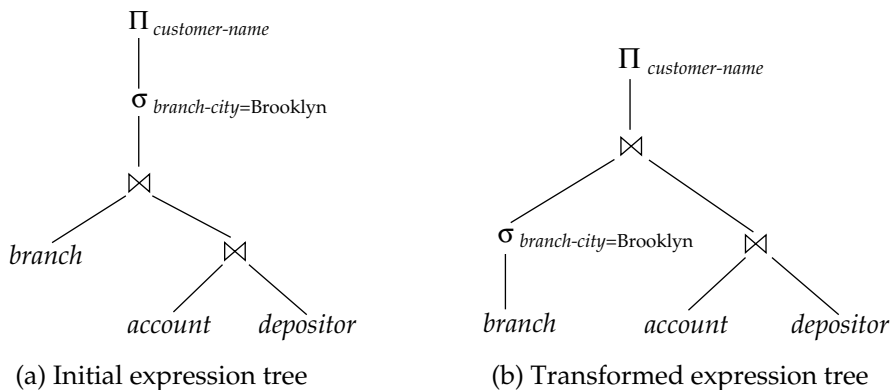 Π customer-name
σ branch-city=Brooklyn
⋈
branch
⋈
account depositor
(a) Initial expression tree
Π customer-name
⋈
σ branch-city=Brooklyn
⋈
branch
account depositor
(b) Transformed expression tree